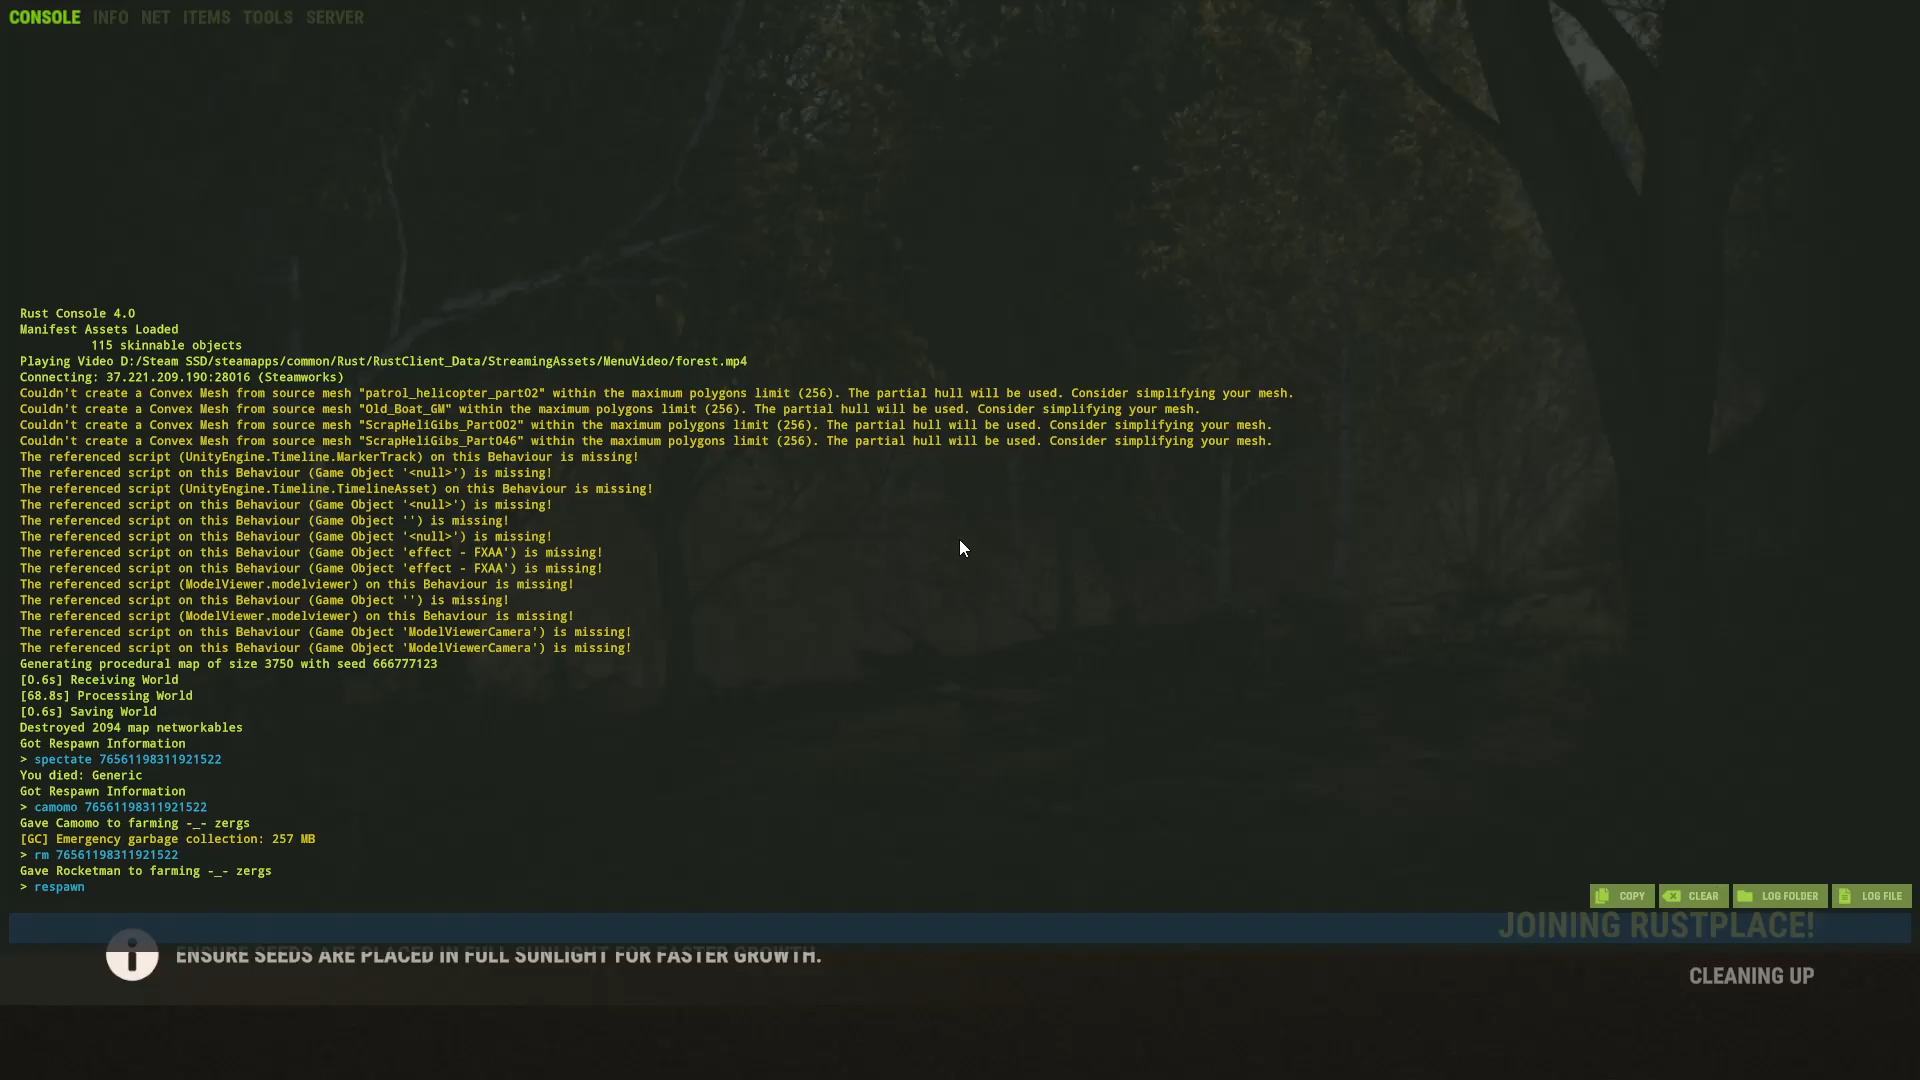 CONSOLE INFO NET ITEMS TOOLS SERVER
Rust Console 4.0
Manifest Assets Loaded
115 skinnable objects
Playing Video D:/Steam SSD/steamapps/common/Rust/RustClient_Data/StreamingAssets/MenuVideo/forest.mp4
Connecting: 37.221.209.190:28016 (Steamworks)
Couldn't create a Convex Mesh from source mesh "patrol_helicopter_part02" within the maximum polygons limit (256). The partial hull will be used. Consider simplifying your mesh.
Couldn't create a Convex Mesh from source mesh "Old_Boat_GM" within the maximum polygons limit (256). The partial hull will be used. Consider simplifying your mesh.
Couldn't create a Convex Mesh from source mesh "ScrapHeliGibs_Part002" within the maximum polygons limit (256). The partial hull will be used. Consider simplifying your mesh.
Couldn't create a Convex Mesh from source mesh "ScrapHeliGibs_Part046" within the maximum polygons limit (256). The partial hull will be used. Consider simplifying your mesh.
The referenced script (UnityEngine.Timeline.MarkerTrack) on this Behaviour is missing!
The referenced script on this Behaviour (Game Object '<null>') is missing!
The referenced script (UnityEngine.Timeline.TimelineAsset) on this Behaviour is missing!
The referenced script on this Behaviour (Game Object '<null>') is missing!
The referenced script on this Behaviour (Game Object '') is missing!
The referenced script on this Behaviour (Game Object '<null>') is missing!
The referenced script on this Behaviour (Game Object 'effect - FXAA') is missing!
The referenced script on this Behaviour (Game Object 'effect - FXAA') is missing!
The referenced script (ModelViewer.modelviewer) on this Behaviour is missing!
The referenced script on this Behaviour (Game Object '') is missing!
The referenced script (ModelViewer.modelviewer) on this Behaviour is missing!
The referenced script on this Behaviour (Game Object 'ModelViewerCamera') is missing!
The referenced script on this Behaviour (Game Object 'ModelViewerCamera') is missing!
Generating procedural map of size 3750 with seed 666777123
[0.6s] Receiving World
[68.8s] Processing World
[0.6s] Saving World
Destroyed 2094 map networkables
Got Respawn Information
> spectate 76561198311921522
You died: Generic
Got Respawn Information
> camomo 76561198311921522
Gave Camomo to farming -_- zergs
[GC] Emergency garbage collection: 257 MB
> rm 76561198311921522
Gave Rocketman to farming -_- zergs
> respawn
COPY CLEAR LOG FOLDER LOG FILE
JOINING RUSTPLACE!
ENSURE SEEDS ARE PLACED IN FULL SUNLIGHT FOR FASTER GROWTH.
CLEANING UP